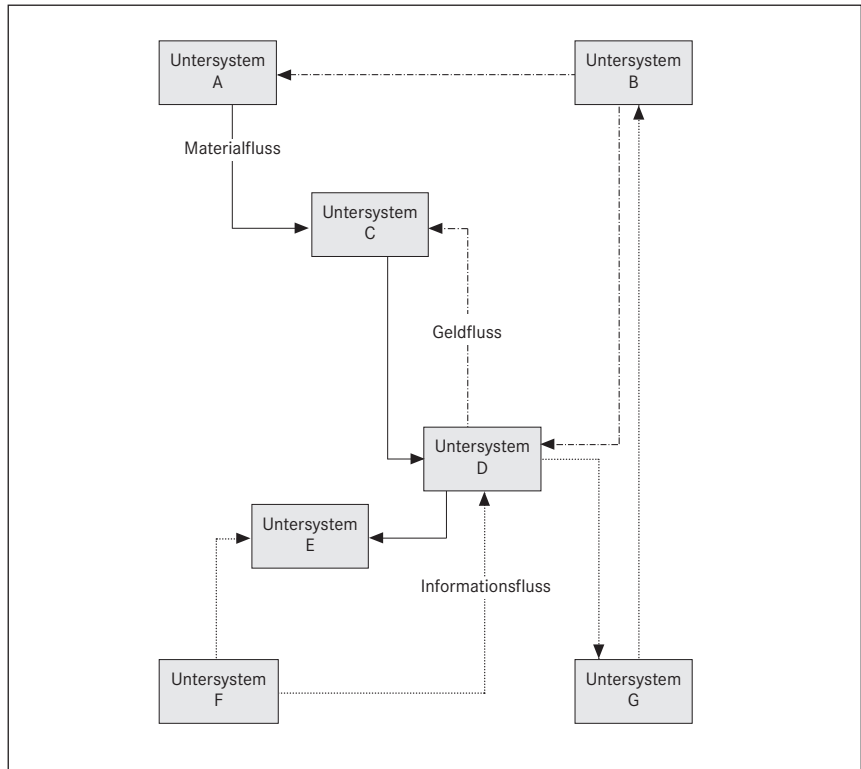 Untersystem
A
Untersystem
B
Materialfluss
Untersystem
C
Geldfluss
Untersystem
D
Untersystem
E
Informationsfluss
Untersystem
F
Untersystem
G